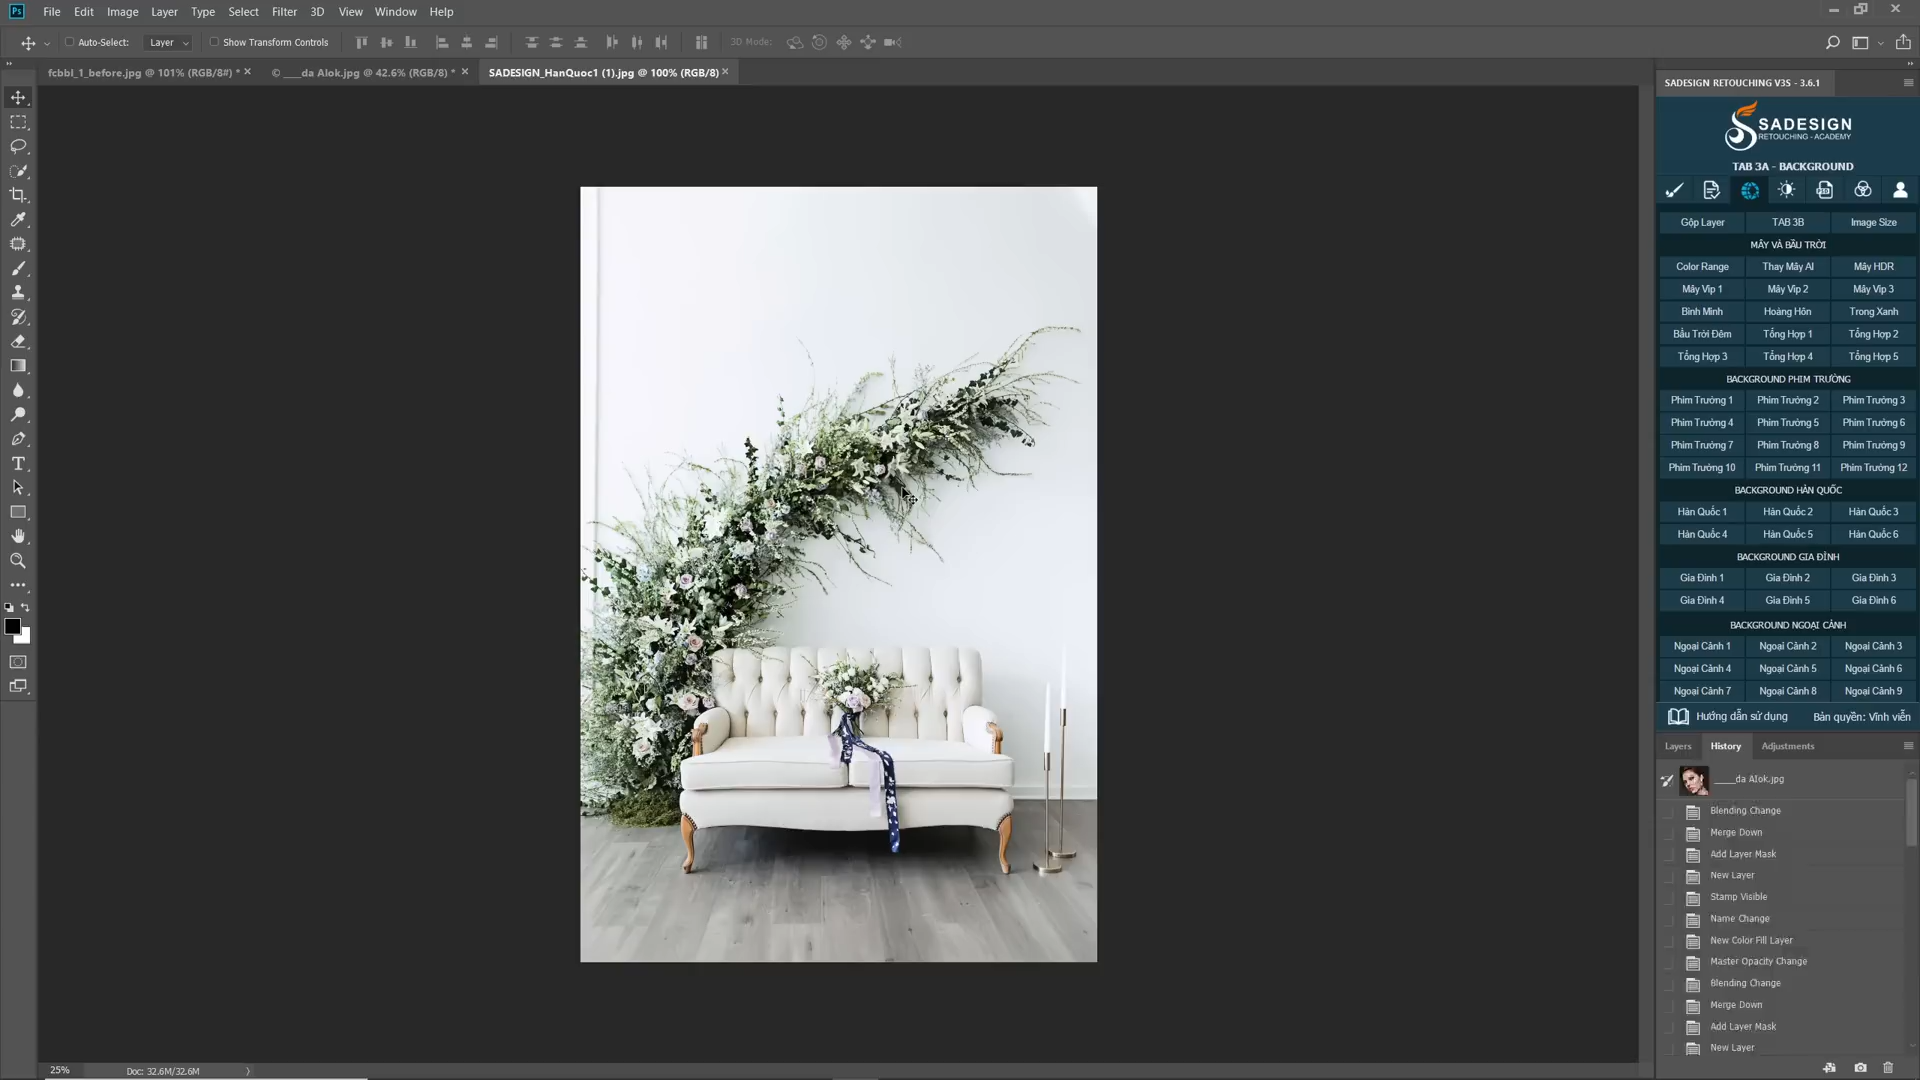 Ps File Edit Image Layer Type Select Filter 3D View Window Help
Auto-Select: Layer Show Transform Controls 3D Mode:
fcbbl_1_before.jpg @ 101% (RGB/8#) * × © ____da Alok.jpg @ 42.6% (RGB/8) * × SADESIGN_HanQuoc1 (1).jpg @ 100% (RGB/8) ×
SADESIGN RETOUCHING V3S - 3.6.1
SADESIGN
RETOUCHING - ACADEMY
TAB 3A - BACKGROUND
Gộp Layer TAB 3B Image Size
MÂY VÀ BẦU TRỜI
Color Range Thay Mây AI Mây HDR
Mây Vip 1 Mây Vip 2 Mây Vip 3
Bình Minh Hoàng Hôn Trong Xanh
Bầu Trời Đêm Tổng Hợp 1 Tổng Hợp 2
Tổng Hợp 3 Tổng Hợp 4 Tổng Hợp 5
BACKGROUND PHIM TRƯỜNG
Phim Trường 1 Phim Trường 2 Phim Trường 3
Phim Trường 4 Phim Trường 5 Phim Trường 6
Phim Trường 7 Phim Trường 8 Phim Trường 9
Phim Trường 10 Phim Trường 11 Phim Trường 12
BACKGROUND HÀN QUỐC
Hàn Quốc 1 Hàn Quốc 2 Hàn Quốc 3
Hàn Quốc 4 Hàn Quốc 5 Hàn Quốc 6
BACKGROUND GIA ĐÌNH
Gia Đình 1 Gia Đình 2 Gia Đình 3
Gia Đình 4 Gia Đình 5 Gia Đình 6
BACKGROUND NGOẠI CẢNH
Ngoại Cảnh 1 Ngoại Cảnh 2 Ngoại Cảnh 3
Ngoại Cảnh 4 Ngoại Cảnh 5 Ngoại Cảnh 6
Ngoại Cảnh 7 Ngoại Cảnh 8 Ngoại Cảnh 9
Hướng dẫn sử dụng Bản quyền: Vĩnh viễn
Layers History Adjustments
____da Alok.jpg
Blending Change
Merge Down
Add Layer Mask
New Layer
Stamp Visible
Name Change
New Color Fill Layer
Master Opacity Change
Blending Change
Merge Down
Add Layer Mask
New Layer
25% Doc: 32.6M/32.6M